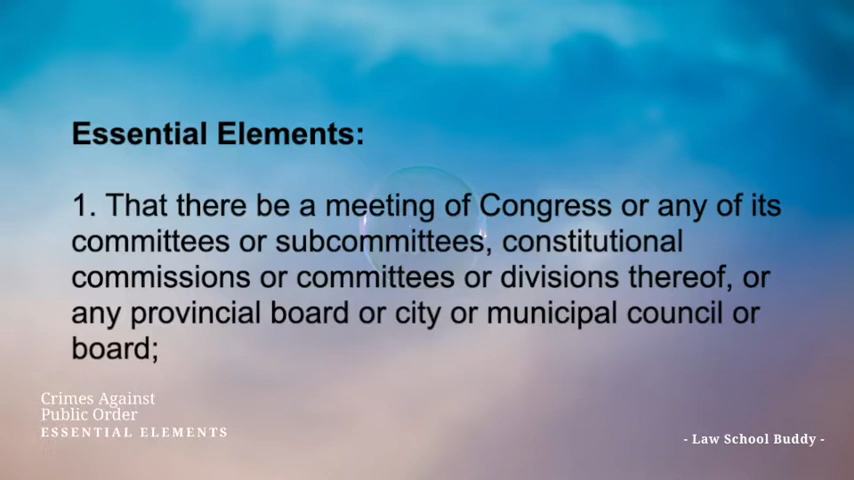 Essential Elements:
1. That there be a meeting of Congress or any of its
committees or subcommittees, constitutional
commissions or committees or divisions thereof, or
any provincial board or city or municipal council or
board;
Crimes Against
Public Order
ESSENTIAL ELEMENTS
- Law School Buddy -